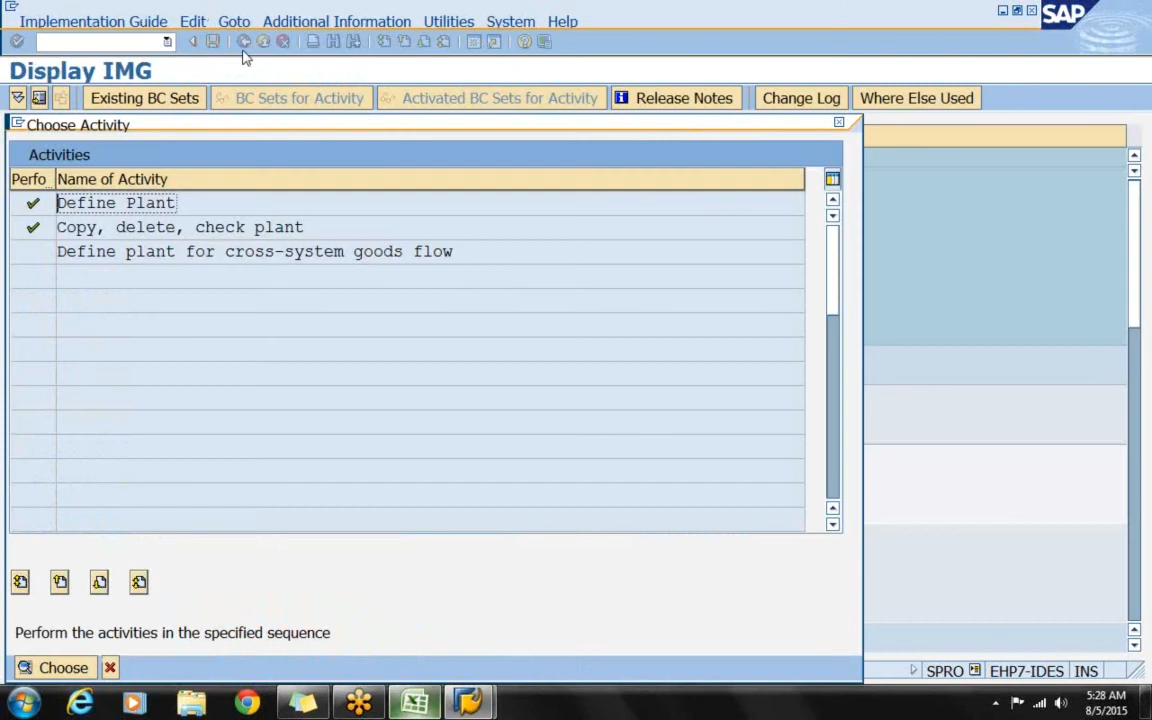 Implementation Guide Edit Goto Additional Information Utilities System Help
SAP
Display IMG
Existing BC Sets BC Sets for Activity Activated BC Sets for Activity Release Notes Change Log Where Else Used
Choose Activity
Activities
Perfo... Name of Activity
Define Plant
Copy, delete, check plant
Define plant for cross-system goods flow
Perform the activities in the specified sequence
Choose
SPRO EHP7-IDES INS
5:28 AM
8/5/2015